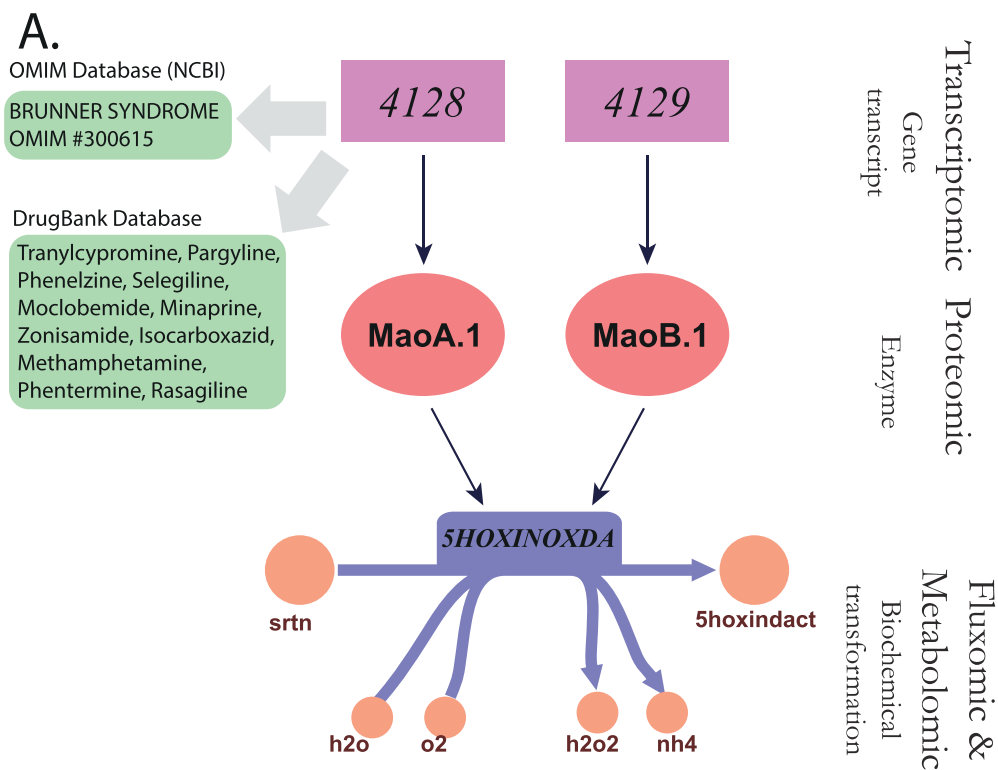 A.
OMIM Database (NCBI)
BRUNNER SYNDROME
OMIM #300615
DrugBank Database
Tranylcypromine, Pargyline,
Phenelzine, Selegiline,
Moclobemide, Minaprine,
Zonisamide, Isocarboxazid,
Methamphetamine,
Phentermine, Rasagiline
4128
4129
MaoA.1
MaoB.1
5HOXINOXDA
srtn
5hoxindact
h2o
o2
h2o2
nh4
Transcriptomic
Gene
transcript
Proteomic
Enzyme
Fluxomic &
Metabolomic
Biochemical
transformation